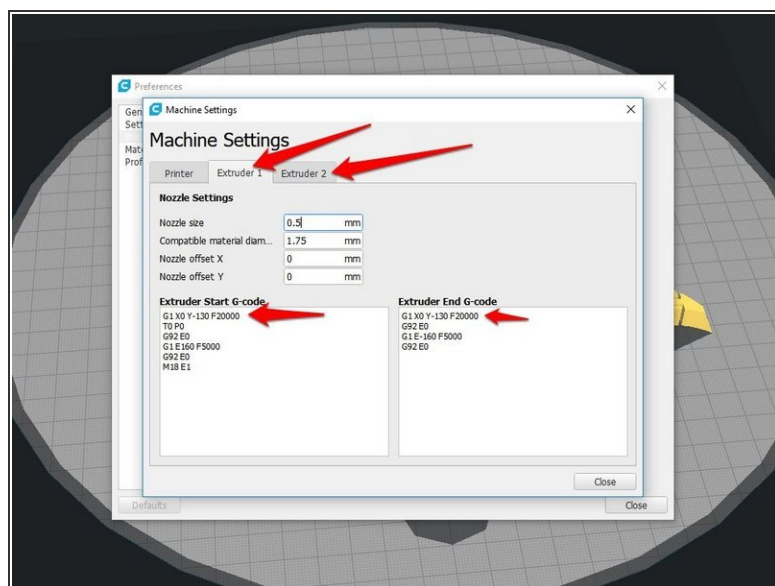 Preferences
Machine Settings
Machine Settings
Printer
Extruder 1
Extruder 2
Nozzle Settings
Nozzle size 0.5 mm
Compatible material diam... 1.75 mm
Nozzle offset X 0 mm
Nozzle offset Y 0 mm
Extruder Start G-code
G1 X0 Y-130 F20000
T0 P0
G92 E0
G1 E160 F5000
G92 E0
M18 E1
Extruder End G-code
G1 X0 Y-130 F20000
G92 E0
G1 E-160 F5000
G92 E0
Close
Defaults
Close